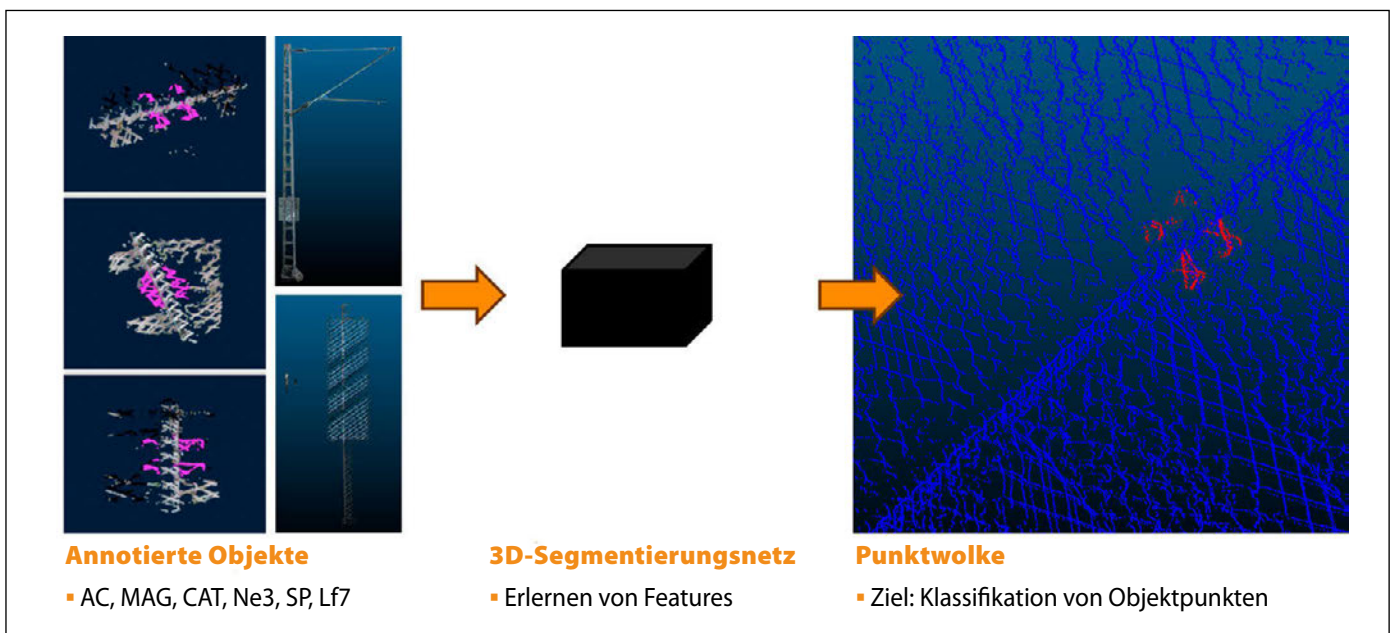 Annotierte Objekte
▪ AC, MAG, CAT, Ne3, SP, Lf7
3D-Segmentierungsnetz
▪ Erlernen von Features
Punktwolke
▪ Ziel: Klassifikation von Objektpunkten